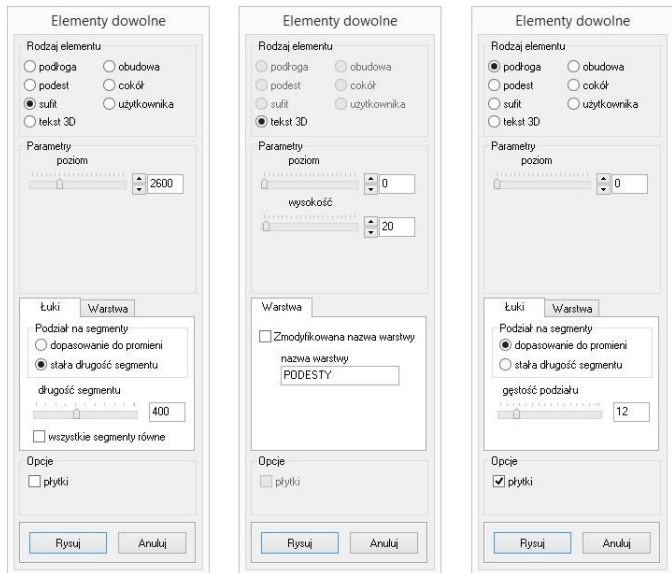 Elementy dowolne
Rodzaj elementu
podłoga
obudowa
podest
cokół
sufit
użytkownika
tekst 3D
Parametry
poziom
2600
Łuki
Warstwa
Podział na segmenty
dopasowanie do promieni
stała długość segmentu
długość segmentu
400
wszystkie segmenty równe
Opcje
płytki
Rysuj
Anuluj
Elementy dowolne
Rodzaj elementu
podłoga
obudowa
podest
cokół
sufit
użytkownika
tekst 3D
Parametry
poziom
0
wysokość
20
Warstwa
Zmodyfikowana nazwa warstwy
nazwa warstwy
PODESTY
Opcje
płytki
Rysuj
Anuluj
Elementy dowolne
Rodzaj elementu
podłoga
obudowa
podest
cokół
sufit
użytkownika
tekst 3D
Parametry
poziom
0
Łuki
Warstwa
Podział na segmenty
dopasowanie do promieni
stała długość segmentu
gęstość podziału
12
Opcje
płytki
Rysuj
Anuluj